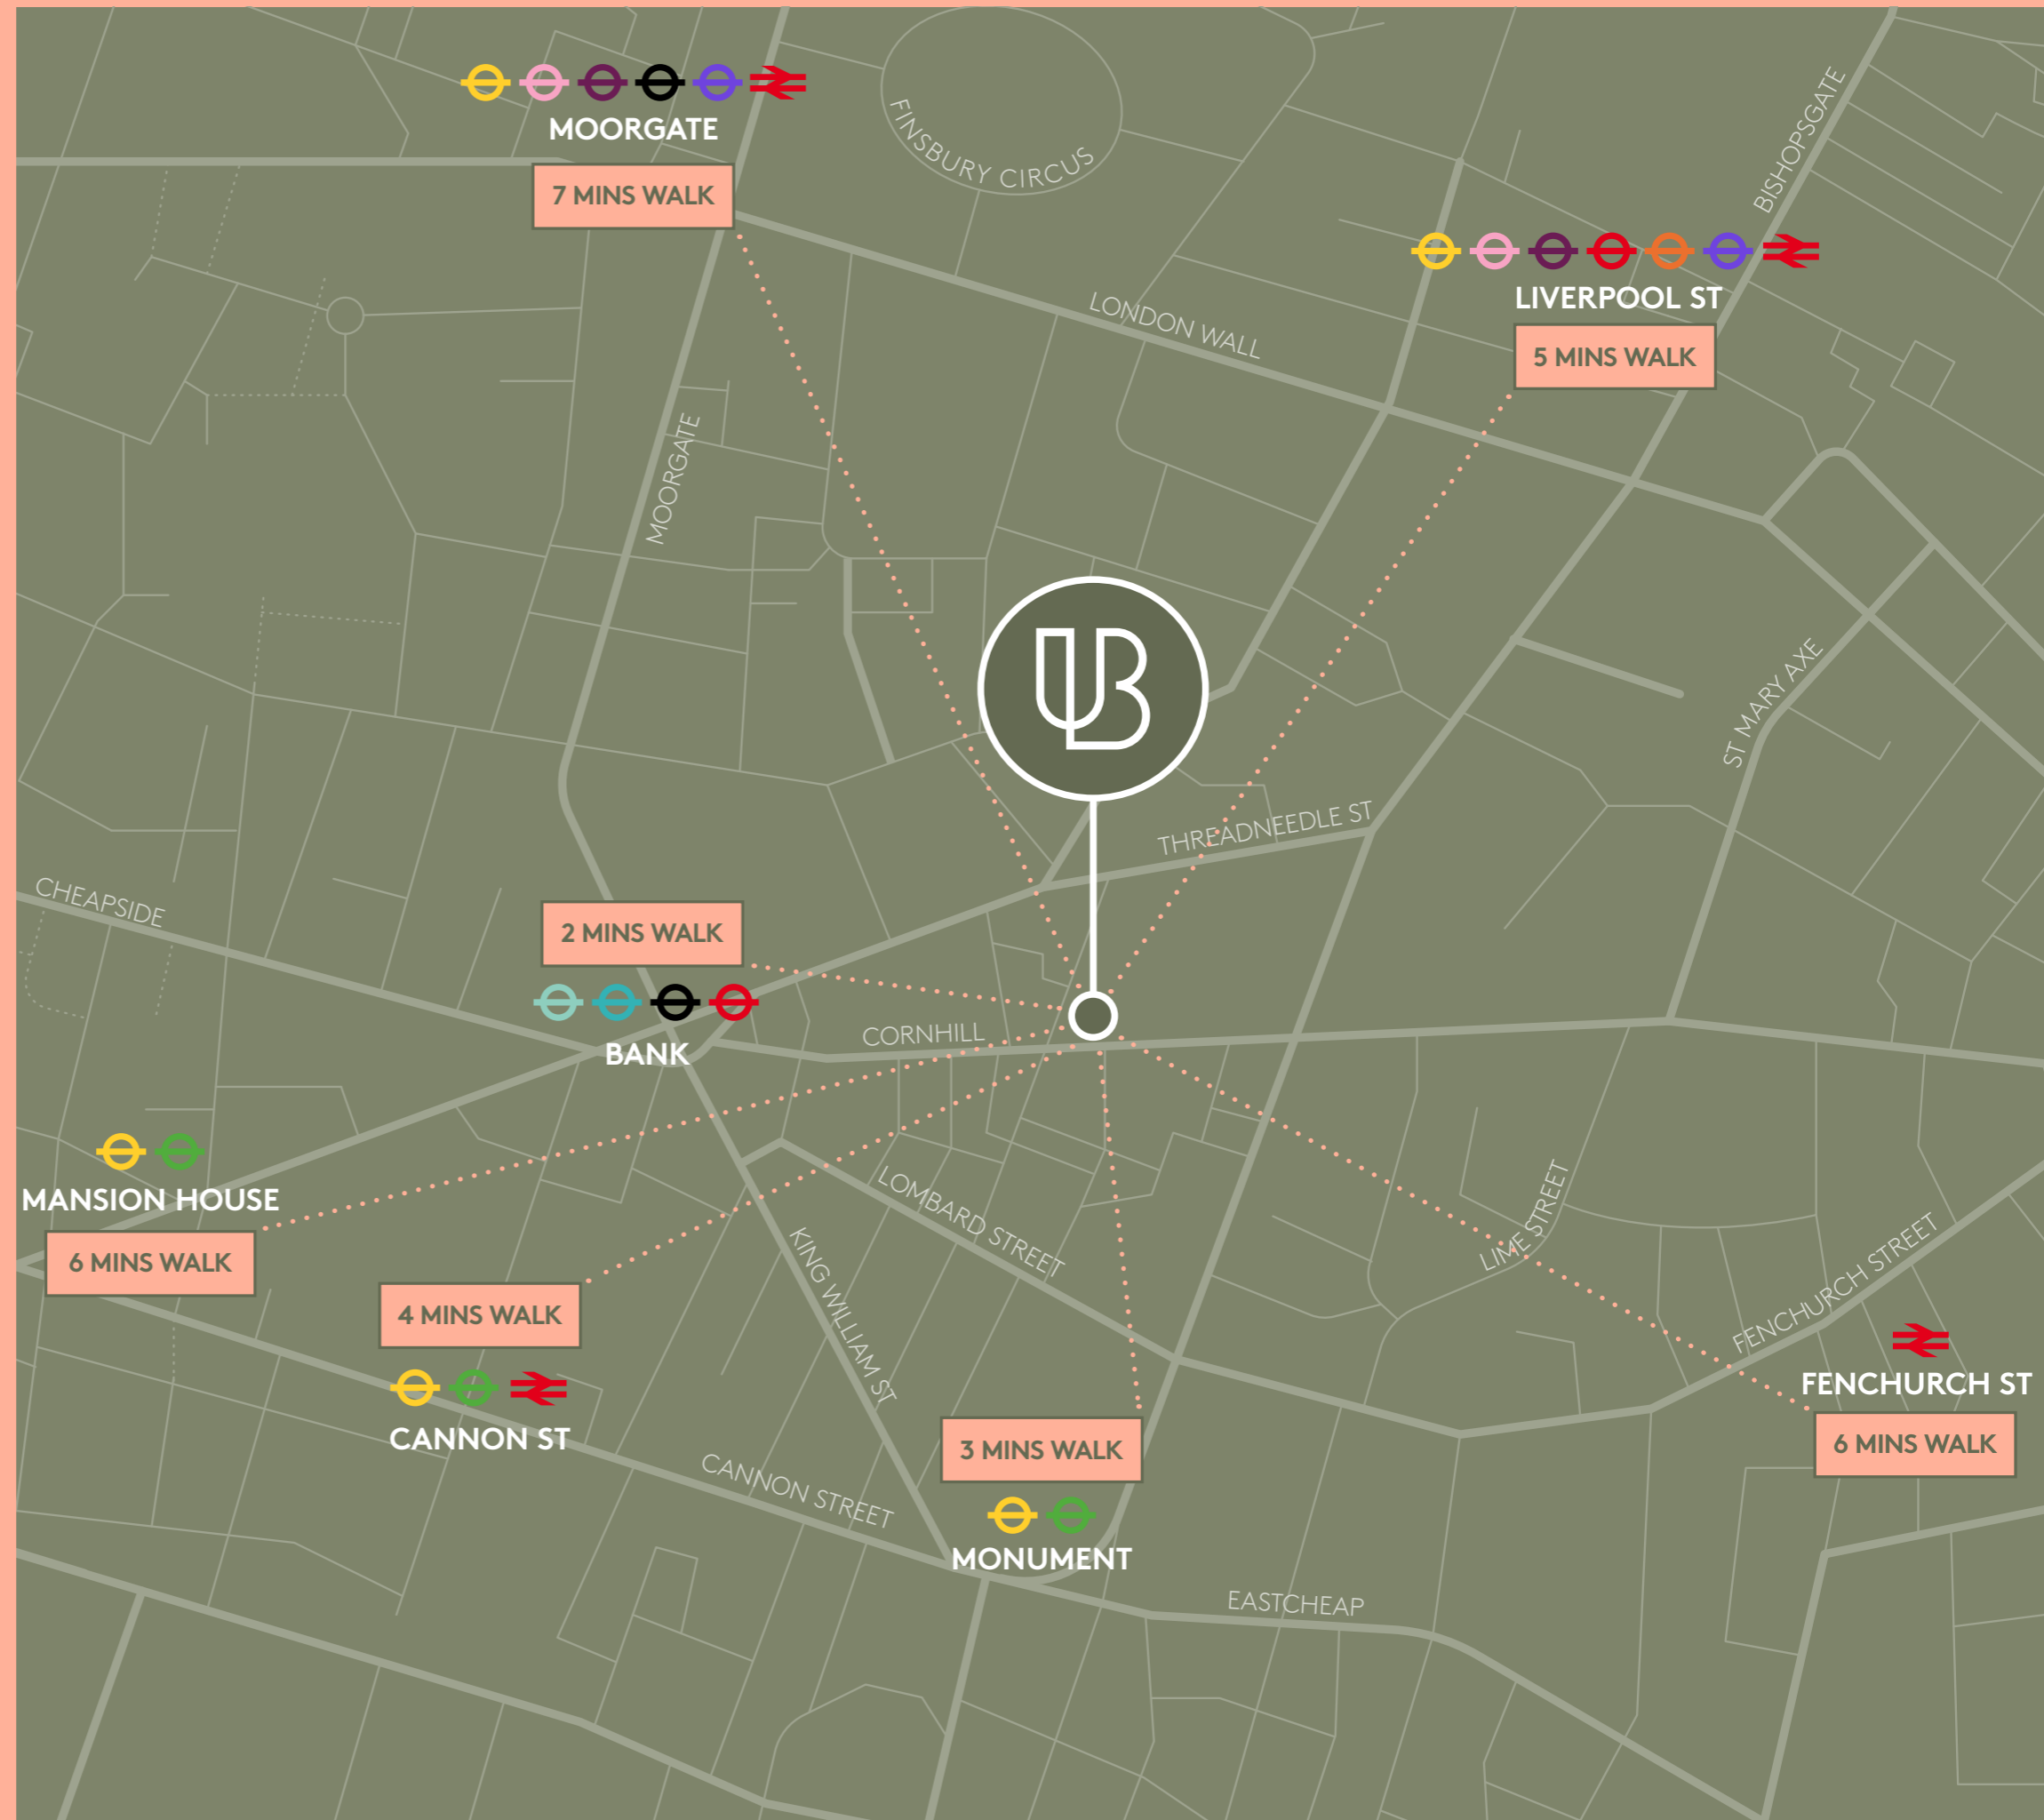 MOORGATE
7 MINS WALK
FINSBURY CIRCUS
BISHOPSGATE
LIVERPOOL ST
5 MINS WALK
LONDON WALL
MOORGATE
UB
ST MARY AXE
THREADNEEDLE ST
CHEAPSIDE
2 MINS WALK
BANK
CORNHILL
MANSION HOUSE
6 MINS WALK
4 MINS WALK
CANNON ST
LOMBARD STREET
KING WILLIAM ST
LIME STREET
FENCHURCH STREET
FENCHURCH ST
6 MINS WALK
CANNON STREET
3 MINS WALK
MONUMENT
EASTCHEAP